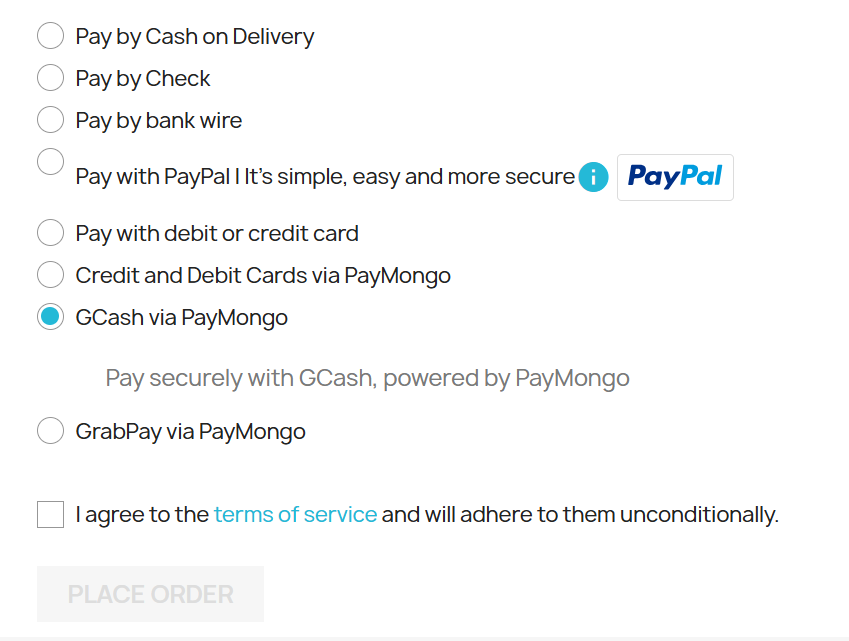 Pay by Cash on Delivery
Pay by Check
Pay by bank wire
Pay with PayPal | It's simple, easy and more secure i PayPal
Pay with debit or credit card
Credit and Debit Cards via PayMongo
GCash via PayMongo
Pay securely with GCash, powered by PayMongo
GrabPay via PayMongo
I agree to the terms of service and will adhere to them unconditionally.
PLACE ORDER